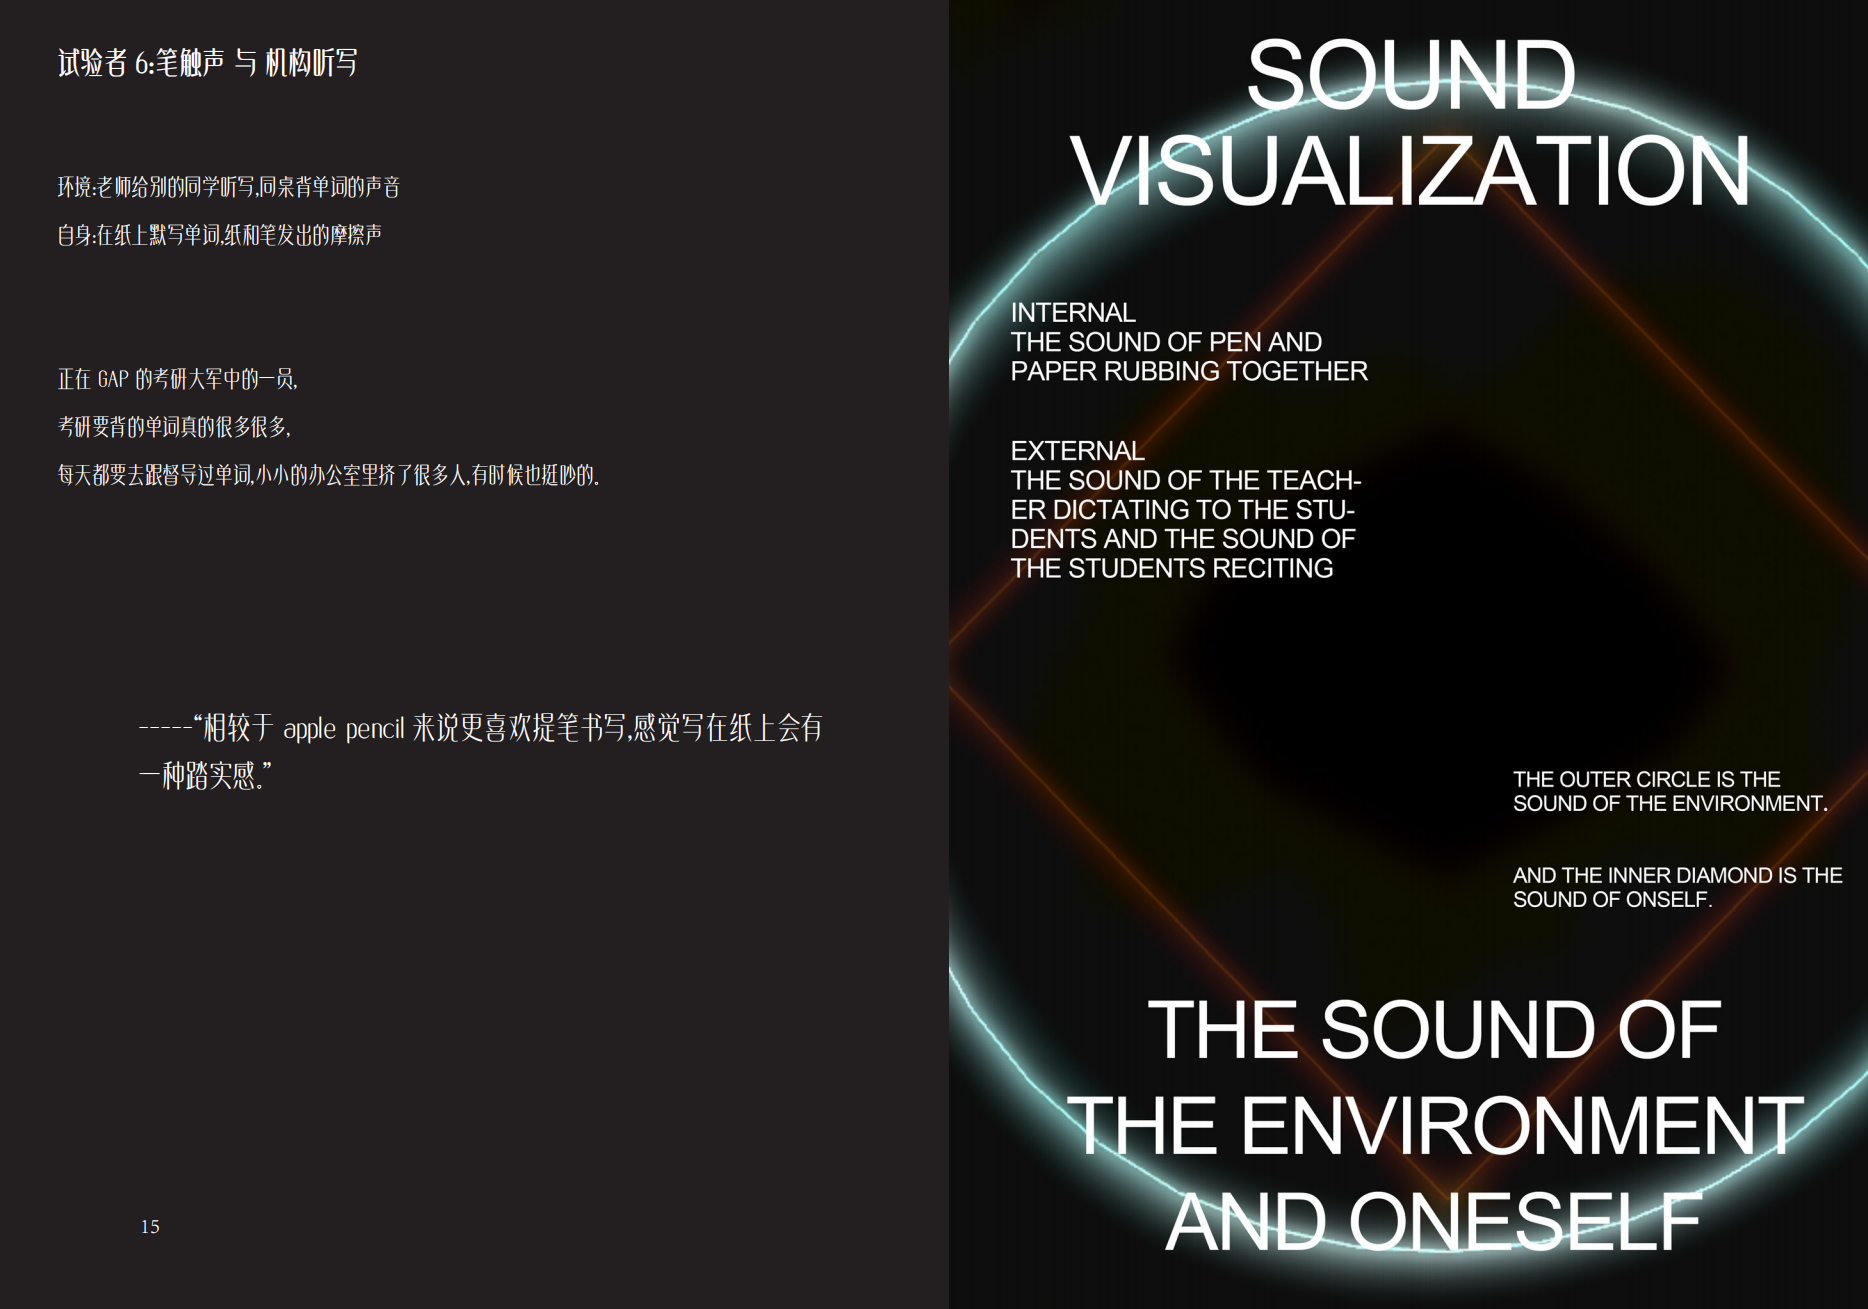 试验者 6:笔触声 与 机构听写
环境:老师给别的同学听写,同桌背单词的声音
自身:在纸上默写单词,纸和笔发出的摩擦声
正在 GAP 的考研大军中的一员,
考研要背的单词真的很多很多,
每天都要去跟督导过单词,小小的办公室里挤了很多人,有时候也挺吵的。
-----“相较于 apple pencil 来说更喜欢提笔书写,感觉写在纸上会有
一种踏实感。”
15
SOUND
VISUALIZATION
INTERNAL
THE SOUND OF PEN AND
PAPER RUBBING TOGETHER
EXTERNAL
THE SOUND OF THE TEACH-
ER DICTATING TO THE STU-
DENTS AND THE SOUND OF
THE STUDENTS RECITING
THE OUTER CIRCLE IS THE
SOUND OF THE ENVIRONMENT.
AND THE INNER DIAMOND IS THE
SOUND OF ONSELF.
THE SOUND OF
THE ENVIRONMENT
AND ONESELF